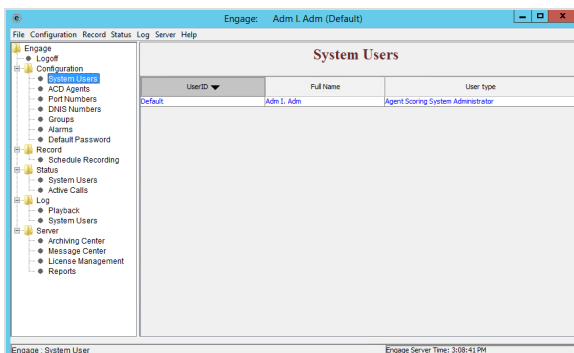 e
Engage: Adm I. Adm (Default)
File Configuration Record Status Log Server Help
Engage
Logoff
Configuration
System Users
ACD Agents
Port Numbers
DNIS Numbers
Groups
Alarms
Default Password
Record
Schedule Recording
Status
System Users
Active Calls
Log
Playback
System Users
Server
Archiving Center
Message Center
License Management
Reports
System Users
UserID Full Name User type
Default Adm I. Adm Agent Scoring System Administrator
Engage : System User
Engage Server Time: 3:08:41 PM